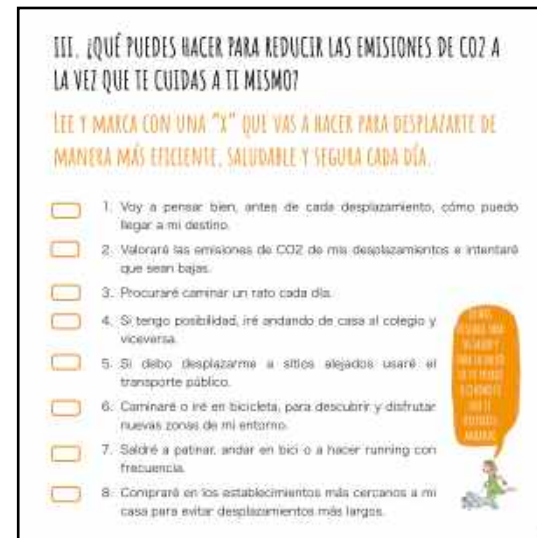 III. ¿QUÉ PUEDES HACER PARA REDUCIR LAS EMISIONES DE CO2 A
LA VEZ QUE TE CUIDAS A TI MISMO?
LEE Y MARCA CON UNA "X" QUE VAS A HACER PARA DESPLAZARTE DE
MANERA MÁS EFICIENTE, SALUDABLE Y SEGURA CADA DÍA.
1. Voy a pensar bien, antes de cada desplazamiento, cómo puedo
llegar a mi destino.
2. Valoraré las emisiones de CO2 de mis desplazamientos e intentaré
que sean bajas.
3. Procuraré caminar un rato cada día.
4. Si tengo posibilidad, iré andando de casa al colegio y
viceversa.
5. Si debo desplazarme a sitios alejados usaré el
transporte público.
6. Caminaré o iré en bicicleta, para descubrir y disfrutar
nuevas zonas de mi entorno.
7. Saldré a patinar, andar en bici o a hacer running con
frecuencia.
8. Compraré en los establecimientos más cercanos a mi
casa para evitar desplazamientos más largos.